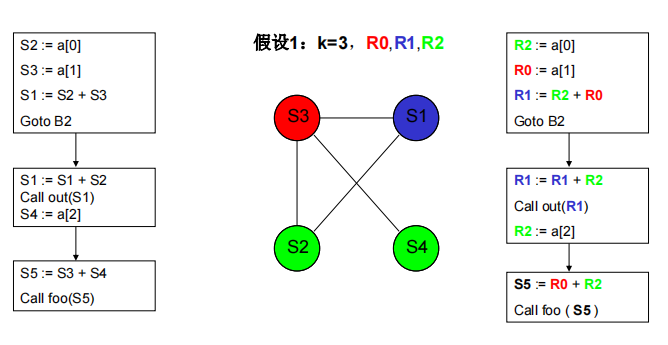 假设1：k=3，R0,R1,R2
S2 := a[0]
S3 := a[1]
S1 := S2 + S3
Goto B2
S1 := S1 + S2
Call out(S1)
S4 := a[2]
S5 := S3 + S4
Call foo(S5)
S3
S1
S2
S4
R2 := a[0]
R0 := a[1]
R1 := R2 + R0
Goto B2
R1 := R1 + R2
Call out(R1)
R2 := a[2]
S5 := R0 + R2
Call foo ( S5 )